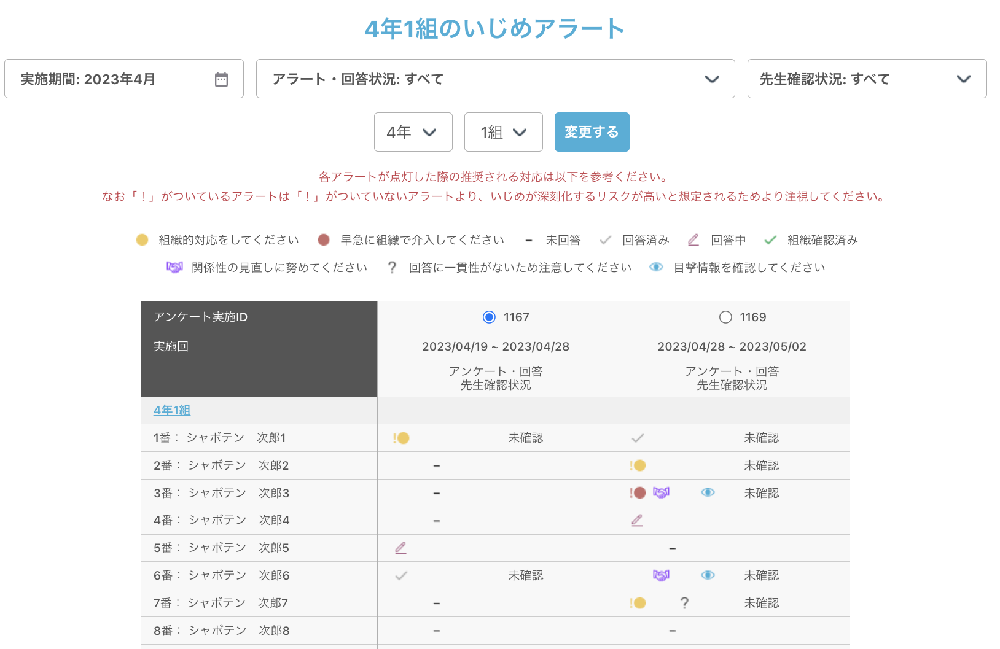 4年1組のいじめアラート
実施期間: 2023年4月
アラート・回答状況: すべて
先生確認状況: すべて
4年
1組
変更する
各アラートが点灯した際の推奨される対応は以下を参考ください。
なお「！」がついているアラートは「！」がついていないアラートより、いじめが深刻化するリスクが高いと想定されるためより注視してください。
組織的対応をしてください 早急に組織で介入してください - 未回答 回答済み 回答中 組織確認済み
関係性の見直しに努めてください ? 回答に一貫性がないため注意してください 目撃情報を確認してください
アンケート実施ID 1167 1169
実施回 2023/04/19 ~ 2023/04/28 2023/04/28 ~ 2023/05/02
アンケート・回答 アンケート・回答
先生確認状況 先生確認状況
4年1組
1番： シャボテン　次郎1 ! 未確認 未確認
2番： シャボテン　次郎2 - ! 未確認
3番： シャボテン　次郎3 - ! 未確認
4番： シャボテン　次郎4 -
5番： シャボテン　次郎5 -
6番： シャボテン　次郎6 未確認 未確認
7番： シャボテン　次郎7 - ! ? 未確認
8番： シャボテン　次郎8 - -